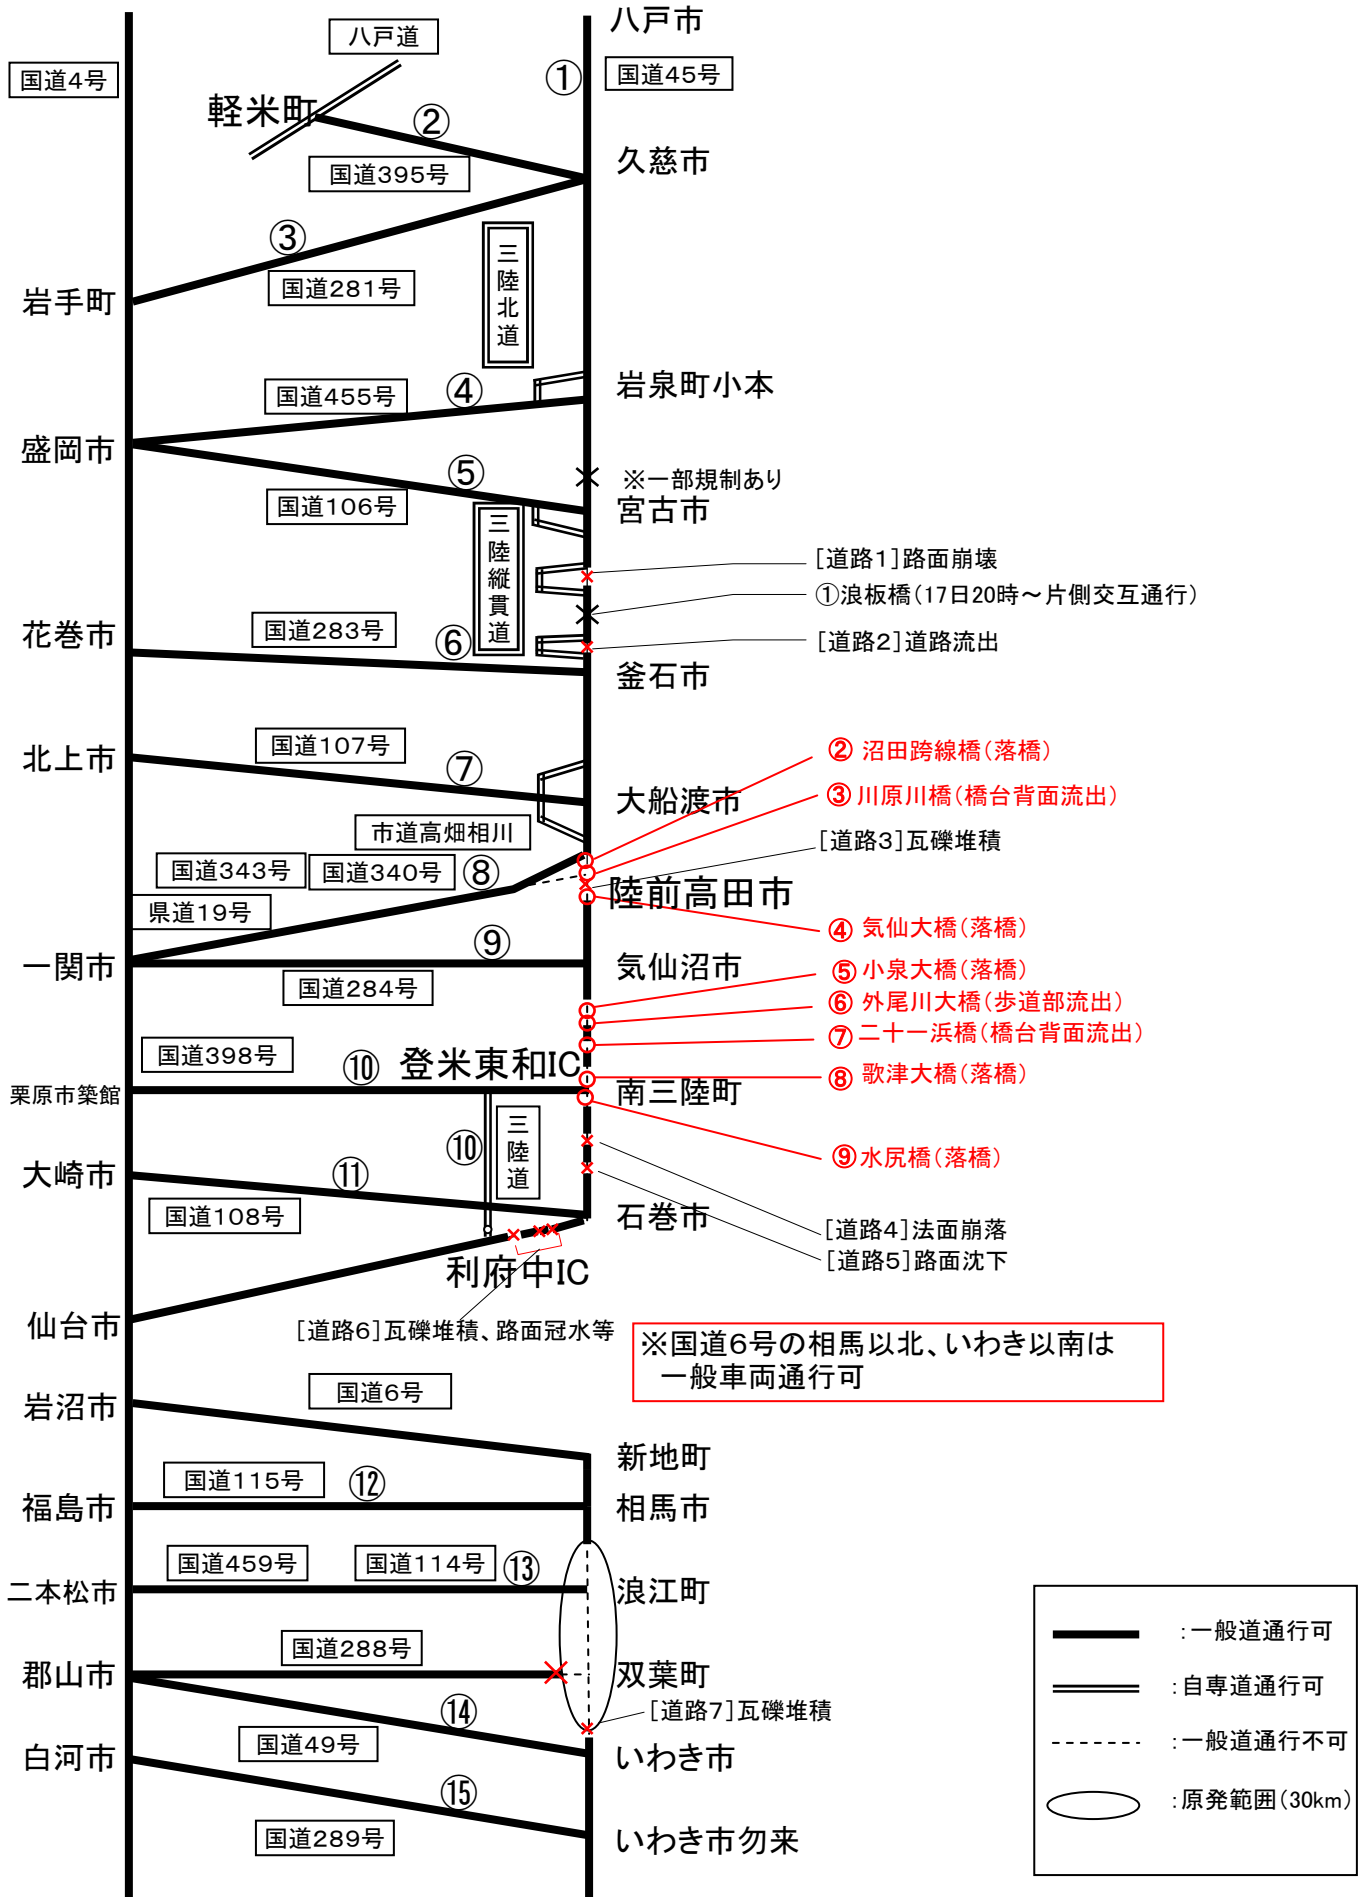 八戸市
八戸道
国道4号
①
国道45号
軽米町
②
久慈市
国道395号
③
三陸北道
国道281号
岩手町
岩泉町小本
国道455号
④
盛岡市
⑤
※一部規制あり
国道106号
宮古市
三陸縦貫道
[道路1]路面崩壊
①浪板橋(17日20時～片側交互通行)
国道283号
花巻市
⑥
[道路2]道路流出
釜石市
国道107号
北上市
⑦
②沼田跨線橋(落橋)
大船渡市
③川原川橋(橋台背面流出)
市道高畑相川
[道路3]瓦礫堆積
国道343号
国道340号
⑧
陸前高田市
県道19号
④気仙大橋(落橋)
⑨
一関市
気仙沼市
⑤小泉大橋(落橋)
国道284号
⑥外尾川大橋(歩道部流出)
⑦二十一浜橋(橋台背面流出)
国道398号
⑩
登米東和IC
⑧歌津大橋(落橋)
栗原市築館
南三陸町
⑩
三陸道
⑨水尻橋(落橋)
大崎市
⑪
国道108号
石巻市
[道路4]法面崩落
[道路5]路面沈下
利府中IC
仙台市
[道路6]瓦礫堆積、路面冠水等
※国道6号の相馬以北、いわき以南は
一般車両通行可
国道6号
岩沼市
新地町
国道115号
⑫
福島市
相馬市
国道459号
国道114号
⑬
二本松市
浪江町
国道288号
郡山市
双葉町
[道路7]瓦礫堆積
⑭
国道49号
白河市
いわき市
⑮
国道289号
いわき市勿来
:一般道通行可
:自専道通行可
:一般道通行不可
:原発範囲(30km)